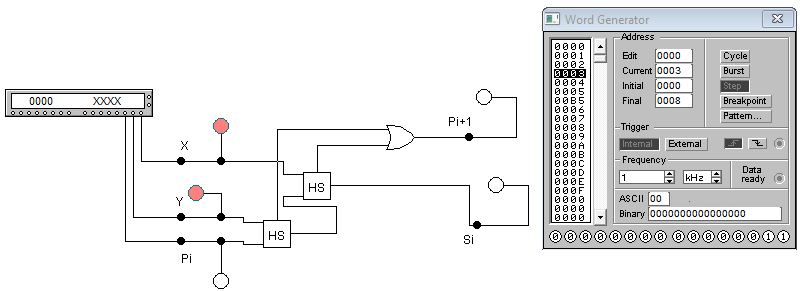 0000 XXXX
X
Y
Pi
HS
HS
Pi+1
Si
Word Generator
0000
0001
0002
0003
0004
0005
00B5
0006
0007
0008
0009
000A
000B
000C
000D
000E
000F
0000
0000
0000
Address
Edit 0000
Current 0003
Initial 0000
Final 0008
Cycle
Burst
Step
Breakpoint
Pattern...
Trigger
Internal External
Frequency
1 kHz
Data
ready
ASCII 00
Binary 0000000000000000
0 0 0 0 0 0 0 0 0 0 0 0 0 0 1 1